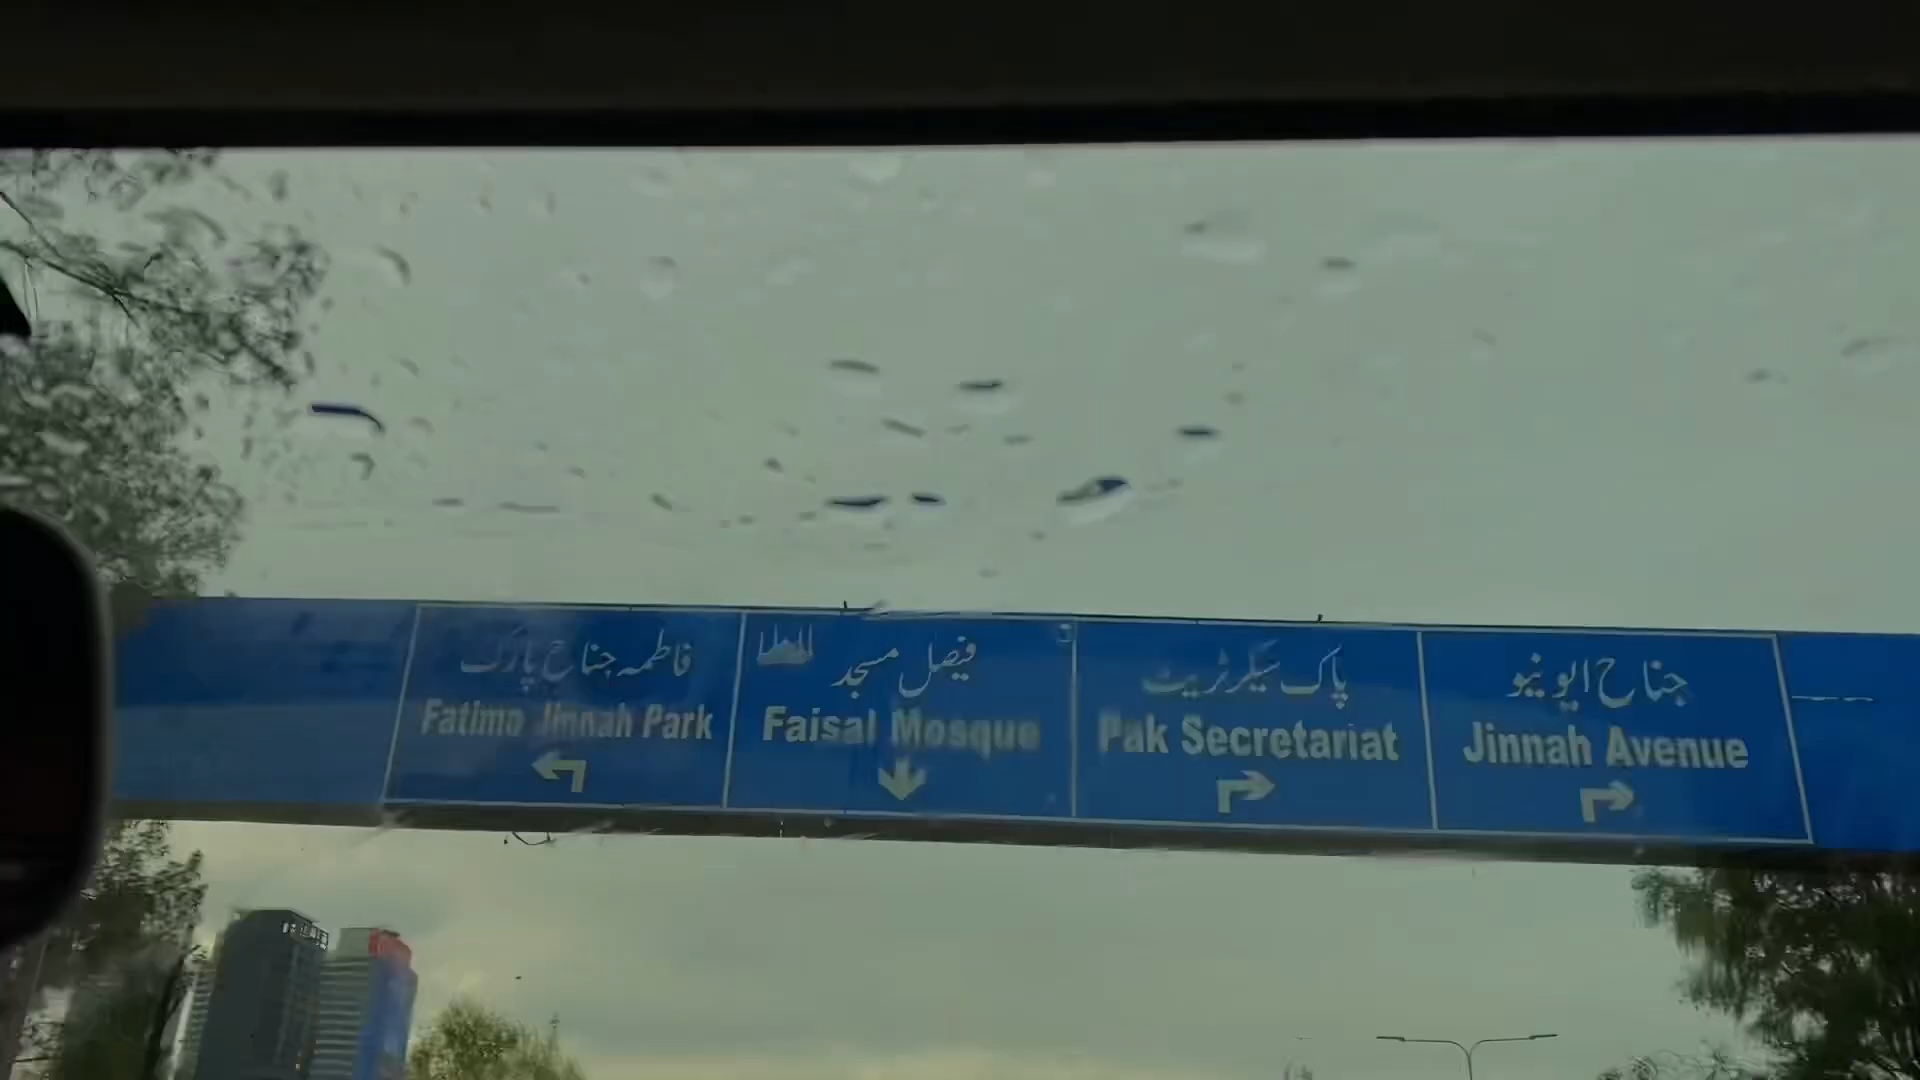 فاطمہ جناح پارک
Fatima Jinnah Park
فیصل مسجد
Faisal Mosque
پاک سیکرٹریٹ
Pak Secretariat
جناح ایونیو
Jinnah Avenue